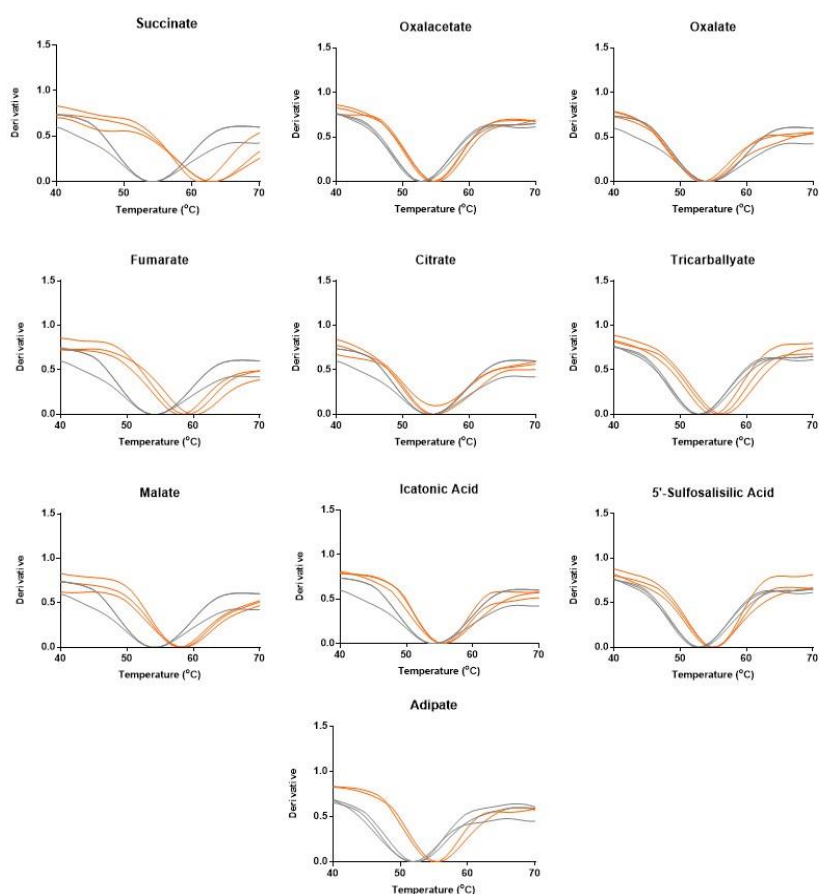 Succinate
1.5
1.0
0.5
0.0
Derivative
40 50 60 70
Temperature (°C)
Oxalacetate
1.5
1.0
0.5
0.0
Derivative
40 50 60 70
Temperature (°C)
Oxalate
1.5
1.0
0.5
0.0
Derivative
40 50 60 70
Temperature (°C)
Fumarate
1.5
1.0
0.5
0.0
Derivative
40 50 60 70
Temperature (°C)
Citrate
1.5
1.0
0.5
0.0
Derivative
40 50 60 70
Temperature (°C)
Tricarballyate
1.5
1.0
0.5
0.0
Derivative
40 50 60 70
Temperature (°C)
Malate
1.5
1.0
0.5
0.0
Derivative
40 50 60 70
Temperature (°C)
Icatonic Acid
1.5
1.0
0.5
0.0
Derivative
40 50 60 70
Temperature (°C)
5'-Sulfosalisilic Acid
1.5
1.0
0.5
0.0
Derivative
40 50 60 70
Temperature (°C)
Adipate
1.5
1.0
0.5
0.0
Derivative
40 50 60 70
Temperature (°C)